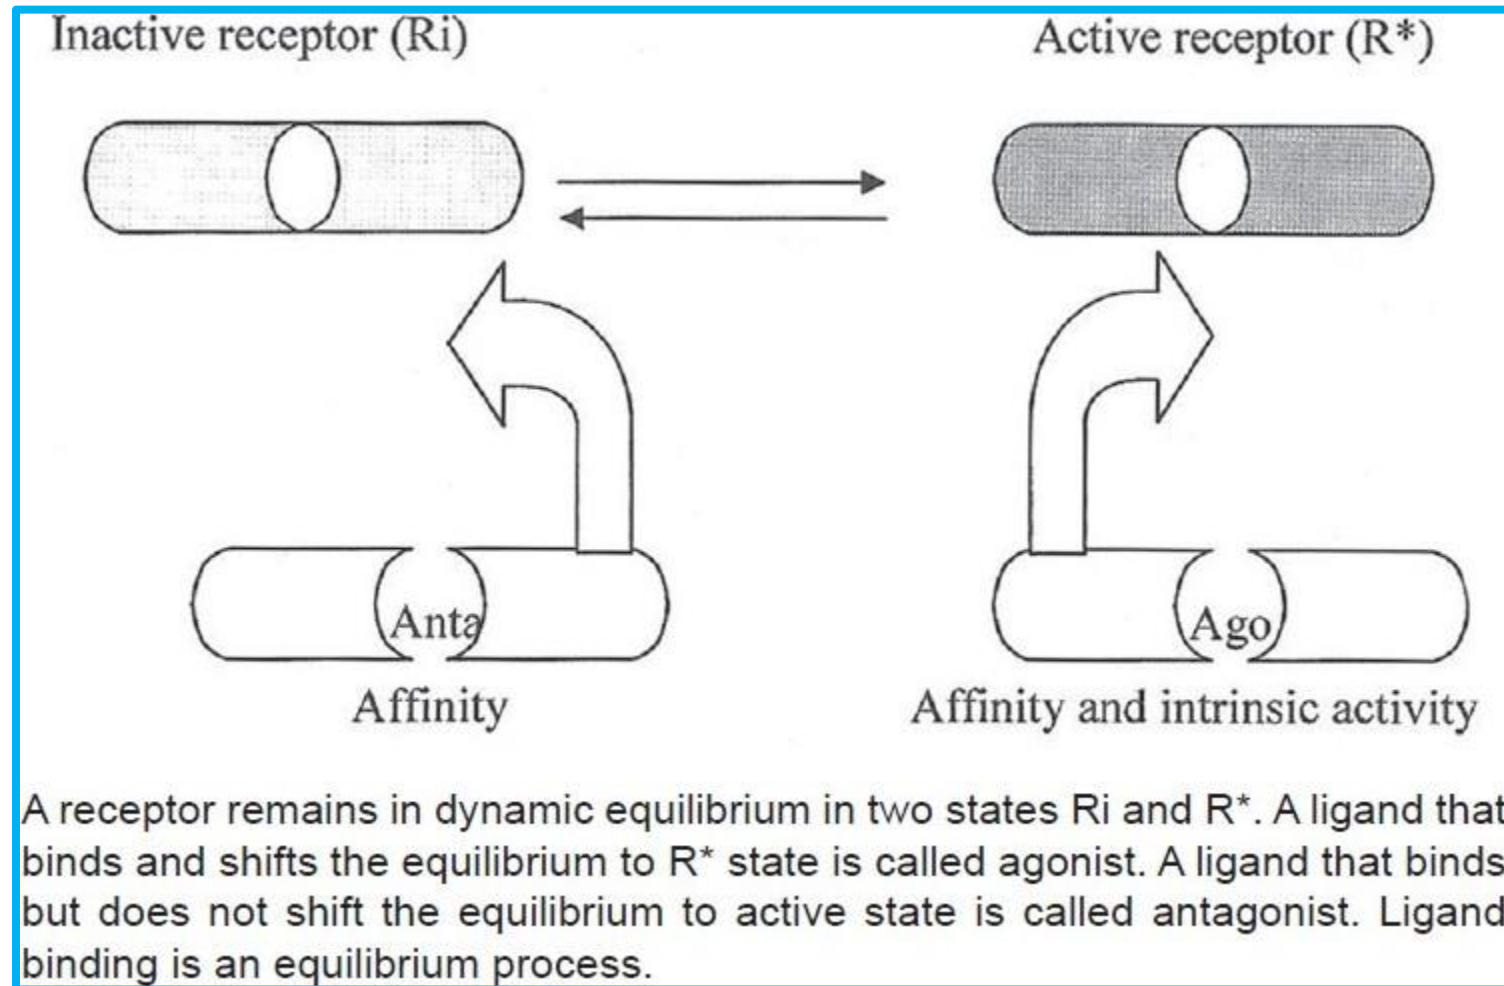 Inactive receptor (Ri)
Active receptor (R*)
Anta
Ago
Affinity
Affinity and intrinsic activity
A receptor remains in dynamic equilibrium in two states Ri and R*. A ligand that
binds and shifts the equilibrium to R* state is called agonist. A ligand that binds
but does not shift the equilibrium to active state is called antagonist. Ligand
binding is an equilibrium process.